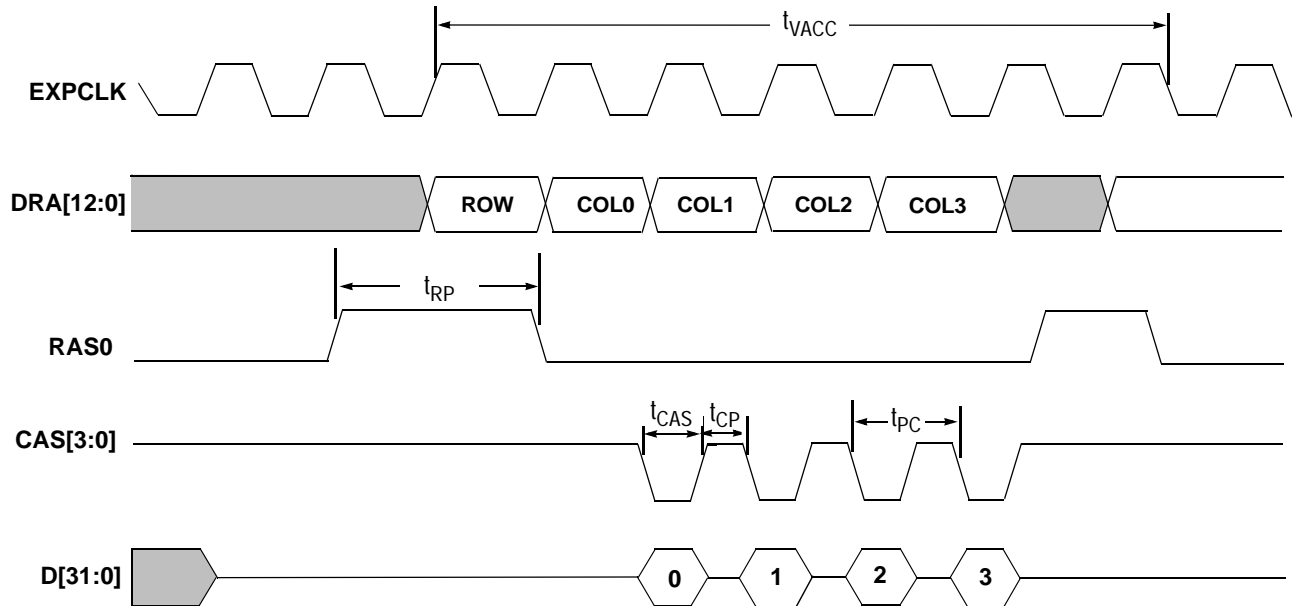 tVACC
EXPCLK
DRA[12:0]
ROW COL0 COL1 COL2 COL3
tRP
RAS0
tCAS tCP tPC
CAS[3:0]
D[31:0]
0 1 2 3